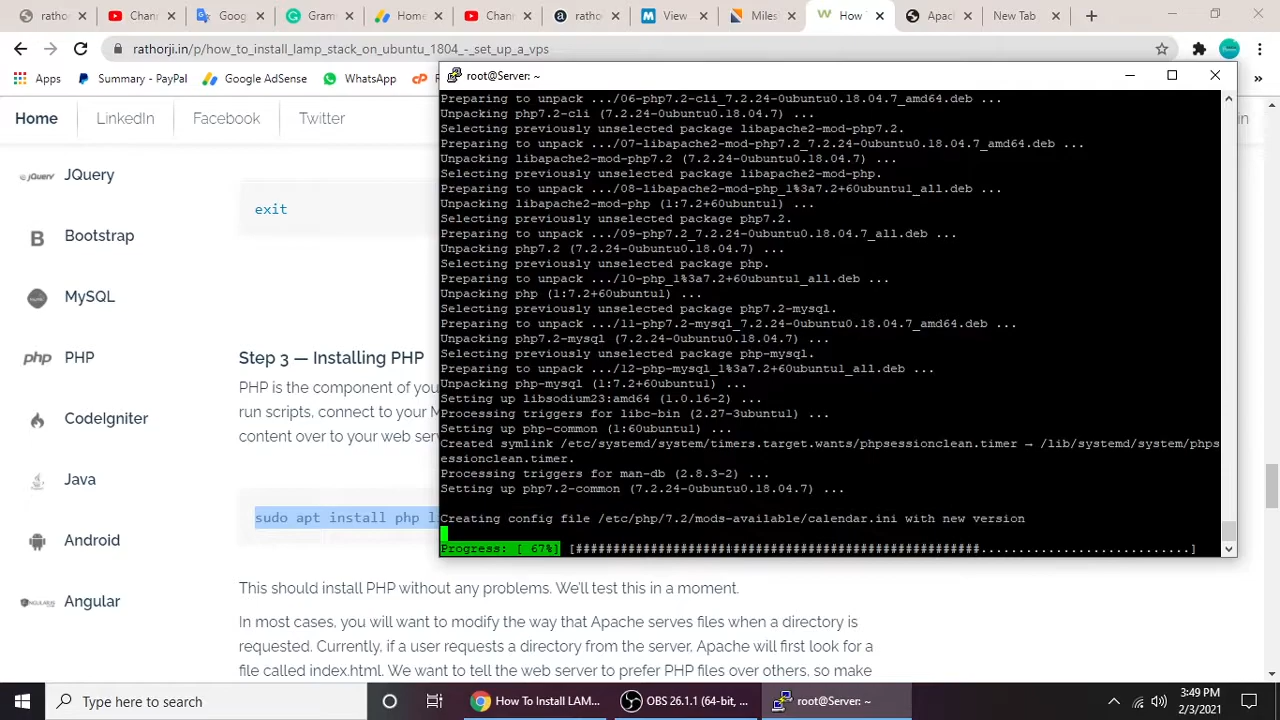 rathor
Chann
Googl
Gramm
Home
Chann
rathc
View
Miles
How
Apac
New Tab
rathorji.in/p/how_to_install_lamp_stack_on_ubuntu_1804_-_set_up_a_vps
Apps
Summary - PayPal
Google AdSense
WhatsApp
»
root@Server: ~
Home
LinkedIn
Facebook
Twitter
in
JQuery
Bootstrap
MySQL
php PHP
CodeIgniter
Java
Android
Angular
exit
Step 3 — Installing PHP
PHP is the component of you
run scripts, connect to your M
content over to your web serv
sudo apt install php l
This should install PHP without any problems. We'll test this in a moment.
In most cases, you will want to modify the way that Apache serves files when a directory is
requested. Currently, if a user requests a directory from the server, Apache will first look for a
file called index.html. We want to tell the web server to prefer PHP files over others, so make
Preparing to unpack .../06-php7.2-cli_7.2.24-0ubuntu0.18.04.7_amd64.deb ...
Unpacking php7.2-cli (7.2.24-0ubuntu0.18.04.7) ...
Selecting previously unselected package libapache2-mod-php7.2.
Preparing to unpack .../07-libapache2-mod-php7.2_7.2.24-0ubuntu0.18.04.7_amd64.deb ...
Unpacking libapache2-mod-php7.2 (7.2.24-0ubuntu0.18.04.7) ...
Selecting previously unselected package libapache2-mod-php.
Preparing to unpack .../08-libapache2-mod-php_1%3a7.2+60ubuntu1_all.deb ...
Unpacking libapache2-mod-php (1:7.2+60ubuntu1) ...
Selecting previously unselected package php7.2.
Preparing to unpack .../09-php7.2_7.2.24-0ubuntu0.18.04.7_all.deb ...
Unpacking php7.2 (7.2.24-0ubuntu0.18.04.7) ...
Selecting previously unselected package php.
Preparing to unpack .../10-php_1%3a7.2+60ubuntu1_all.deb ...
Unpacking php (1:7.2+60ubuntu1) ...
Selecting previously unselected package php7.2-mysql.
Preparing to unpack .../11-php7.2-mysql_7.2.24-0ubuntu0.18.04.7_amd64.deb ...
Unpacking php7.2-mysql (7.2.24-0ubuntu0.18.04.7) ...
Selecting previously unselected package php-mysql.
Preparing to unpack .../12-php-mysql_1%3a7.2+60ubuntu1_all.deb ...
Unpacking php-mysql (1:7.2+60ubuntu1) ...
Setting up libsodium23:amd64 (1.0.16-2) ...
Processing triggers for libc-bin (2.27-3ubuntu1) ...
Setting up php-common (1:60ubuntu1) ...
Created symlink /etc/systemd/system/timers.target.wants/phpsessionclean.timer → /lib/systemd/system/phps
essionclean.timer.
Processing triggers for man-db (2.8.3-2) ...
Setting up php7.2-common (7.2.24-0ubuntu0.18.04.7) ...
Creating config file /etc/php/7.2/mods-available/calendar.ini with new version
Progress: [ 67%] [######################################################............................]
Type here to search
How To Install LAM...
OBS 26.1.1 (64-bit, ...
root@Server: ~
3:49 PM
2/3/2021